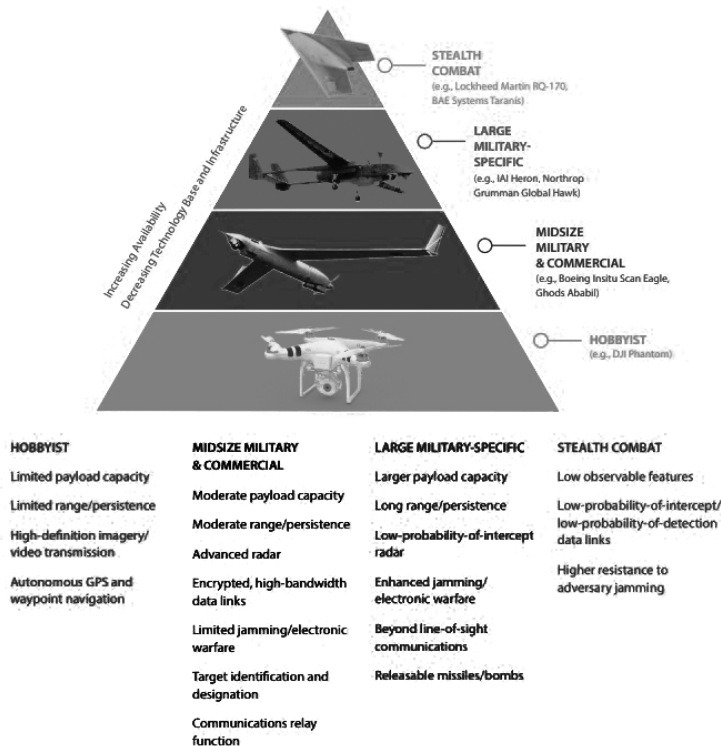 STEALTH
COMBAT
(e.g., Lockheed Martin RQ-170,
BAE Systems Taranis)
LARGE
MILITARY-
SPECIFIC
(e.g., IAI Heron, Northrop
Grumman Global Hawk)
Increasing Availability
Decreasing Technology Base and Infrastructure
MIDSIZE
MILITARY
& COMMERCIAL
(e.g., Boeing Insitu Scan Eagle,
Ghods Ababil)
HOBBYIST
(e.g., DJI Phantom)
HOBBYIST
Limited payload capacity
Limited range/persistence
High-definition imagery/
video transmission
Autonomous GPS and
waypoint navigation
MIDSIZE MILITARY
& COMMERCIAL
Moderate payload capacity
Moderate range/persistence
Advanced radar
Encrypted, high-bandwidth
data links
Limited jamming/electronic
warfare
Target identification and
designation
Communications relay
function
LARGE MILITARY-SPECIFIC
Larger payload capacity
Long range/persistence
Low-probability-of-intercept
radar
Enhanced jamming/
electronic warfare
Beyond line-of-sight
communications
Releasable missiles/bombs
STEALTH COMBAT
Low observable features
Low-probability-of-intercept/
low-probability-of-detection
data links
Higher resistance to
adversary jamming